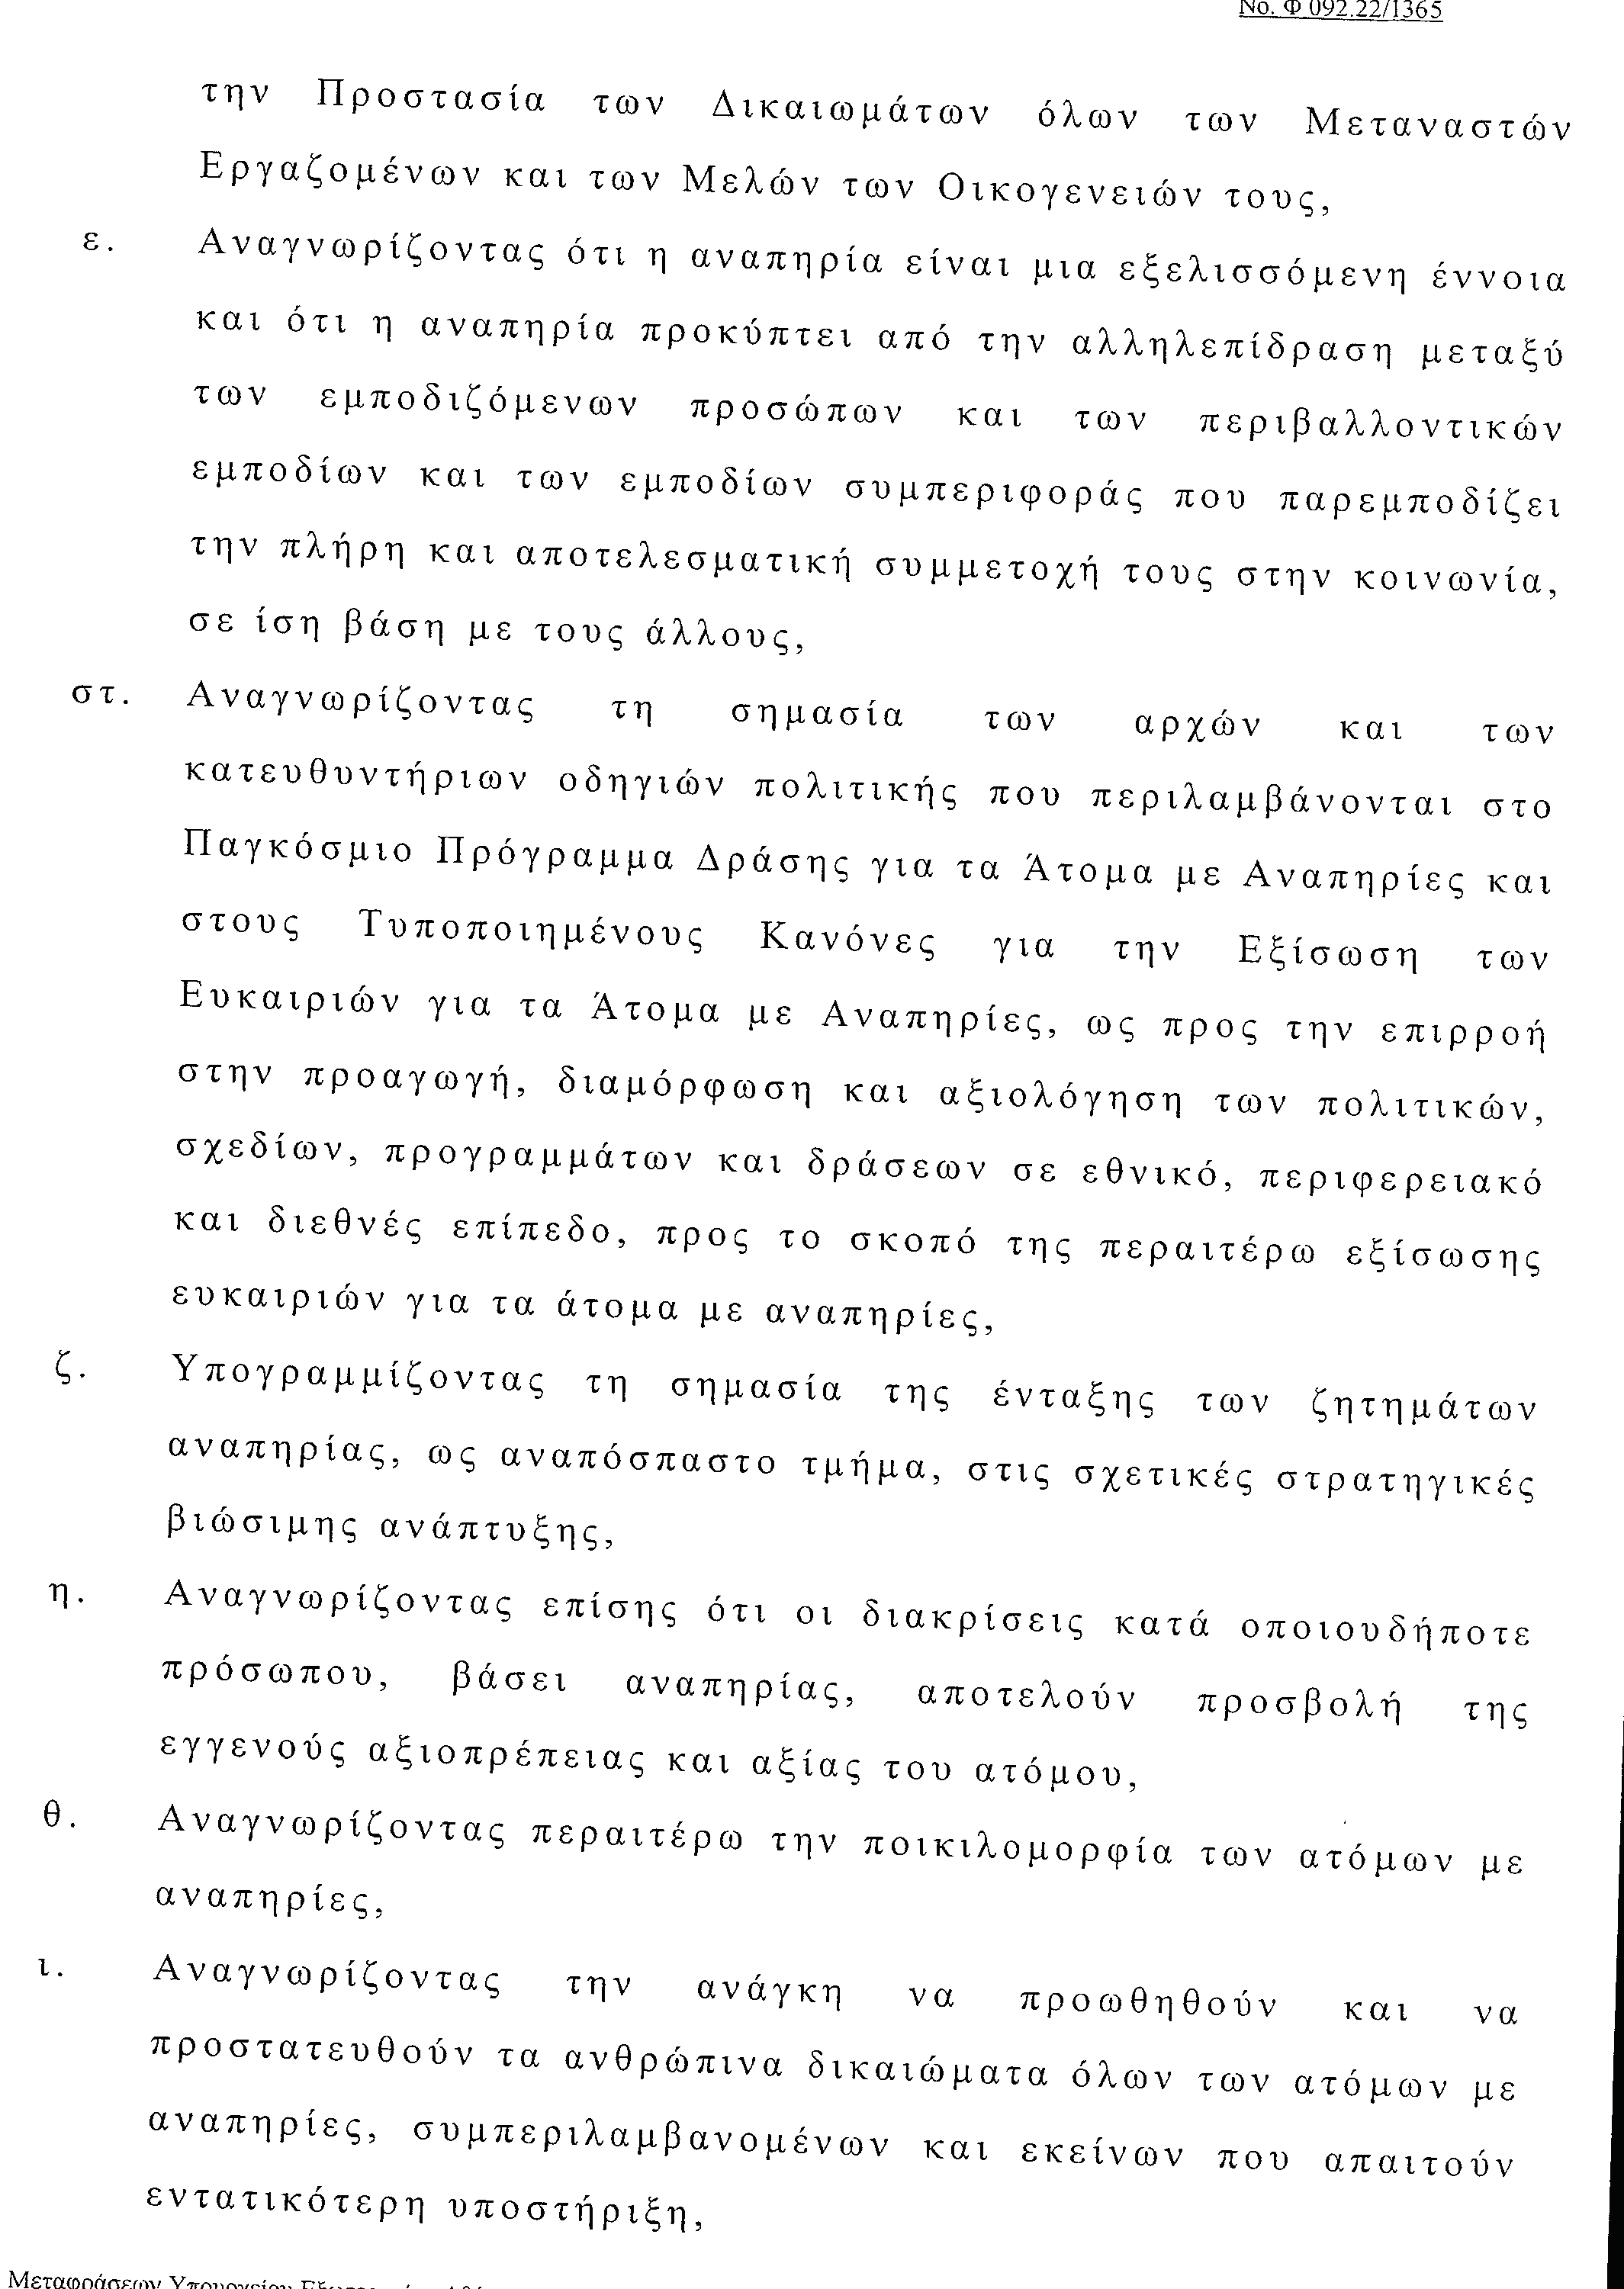 No. Φ 092.22/1365
την Προστασία των Δικαιωμάτων όλων των Μεταναστών
Εργαζομένων και των Μελών των Οικογενειών τους,
ε. Αναγνωρίζοντας ότι η αναπηρία είναι μια εξελισσόμενη έννοια
και ότι η αναπηρία προκύπτει από την αλληλεπίδραση μεταξύ
των εμποδιζόμενων προσώπων και των περιβαλλοντικών
εμποδίων και των εμποδίων συμπεριφοράς που παρεμποδίζει
την πλήρη και αποτελεσματική συμμετοχή τους στην κοινωνία,
σε ίση βάση με τους άλλους,
στ. Αναγνωρίζοντας τη σημασία των αρχών και των
κατευθυντήριων οδηγιών πολιτικής που περιλαμβάνονται στο
Παγκόσμιο Πρόγραμμα Δράσης για τα Άτομα με Αναπηρίες και
στους Τυποποιημένους Κανόνες για την Εξίσωση των
Ευκαιριών για τα Άτομα με Αναπηρίες, ως προς την επιρροή
στην προαγωγή, διαμόρφωση και αξιολόγηση των πολιτικών,
σχεδίων, προγραμμάτων και δράσεων σε εθνικό, περιφερειακό
και διεθνές επίπεδο, προς το σκοπό της περαιτέρω εξίσωσης
ευκαιριών για τα άτομα με αναπηρίες,
ζ. Υπογραμμίζοντας τη σημασία της ένταξης των ζητημάτων
αναπηρίας, ως αναπόσπαστο τμήμα, στις σχετικές στρατηγικές
βιώσιμης ανάπτυξης,
η. Αναγνωρίζοντας επίσης ότι οι διακρίσεις κατά οποιουδήποτε
πρόσωπου, βάσει αναπηρίας, αποτελούν προσβολή της
εγγενούς αξιοπρέπειας και αξίας του ατόμου,
θ. Αναγνωρίζοντας περαιτέρω την ποικιλομορφία των ατόμων με
αναπηρίες,
ι. Αναγνωρίζοντας την ανάγκη να προωθηθούν και να
προστατευθούν τα ανθρώπινα δικαιώματα όλων των ατόμων με
αναπηρίες, συμπεριλαμβανομένων και εκείνων που απαιτούν
εντατικότερη υποστήριξη,
Μεταφράσεων Υπουργείου